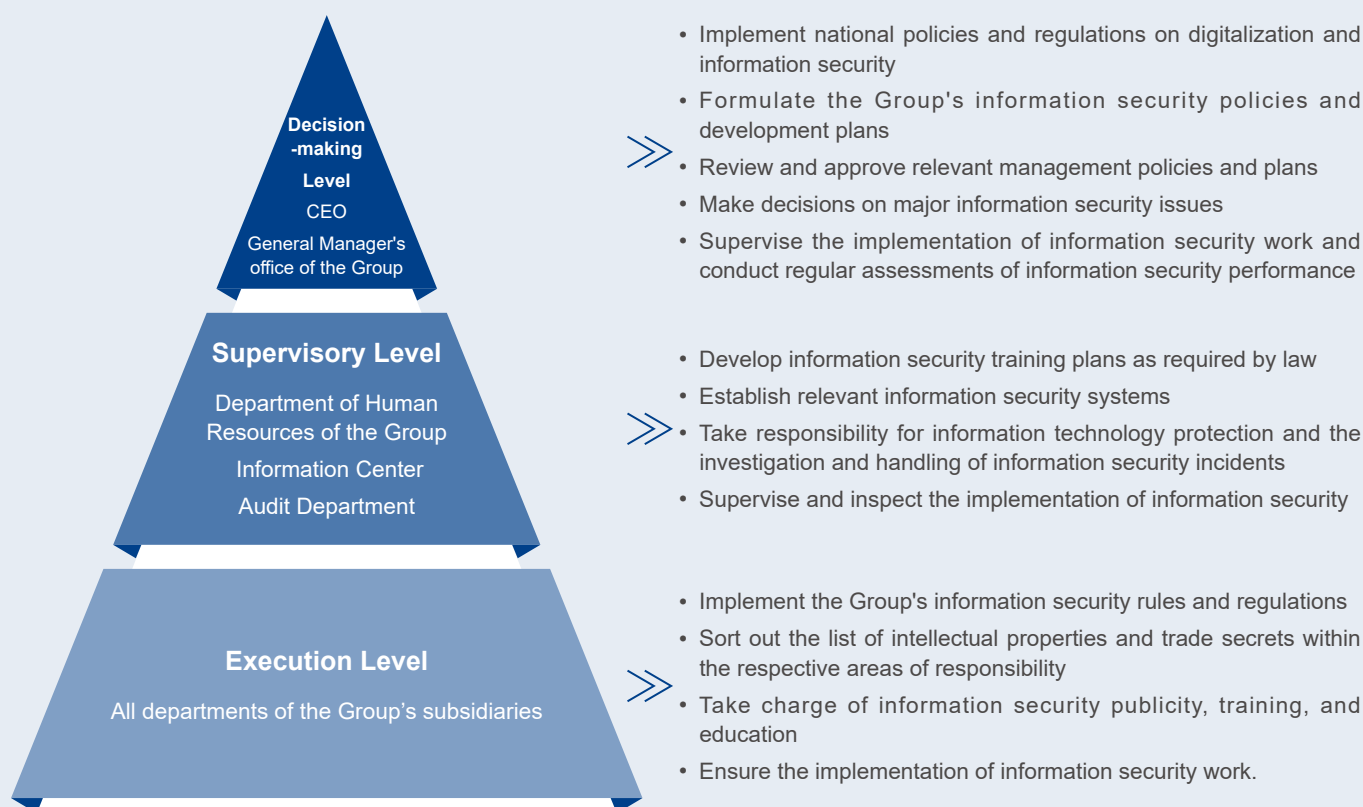 Decision
-making
Level
CEO
General Manager's
office of the Group
• Implement national policies and regulations on digitalization and
information security
• Formulate the Group's information security policies and
development plans
• Review and approve relevant management policies and plans
• Make decisions on major information security issues
• Supervise the implementation of information security work and
conduct regular assessments of information security performance
Supervisory Level
Department of Human
Resources of the Group
Information Center
Audit Department
• Develop information security training plans as required by law
• Establish relevant information security systems
• Take responsibility for information technology protection and the
investigation and handling of information security incidents
• Supervise and inspect the implementation of information security
Execution Level
All departments of the Group’s subsidiaries
• Implement the Group's information security rules and regulations
• Sort out the list of intellectual properties and trade secrets within
the respective areas of responsibility
• Take charge of information security publicity, training, and
education
• Ensure the implementation of information security work.